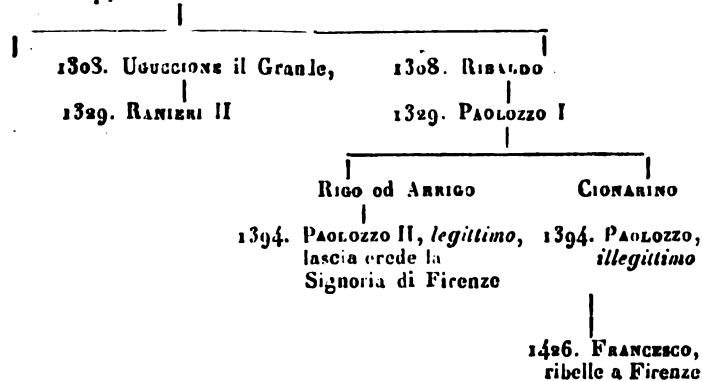 1308. Uguccione il Grande, 1308. Ribaldo
1329. Ranieri II 1329. Paolozzo I
Rigo od Arrigo Cionarino
1394. Paolozzo II, legittimo, 1394. Paolozzo,
lascia erede la illegittimo
Signoria di Firenze
1426. Francesco,
ribelle a Firenze